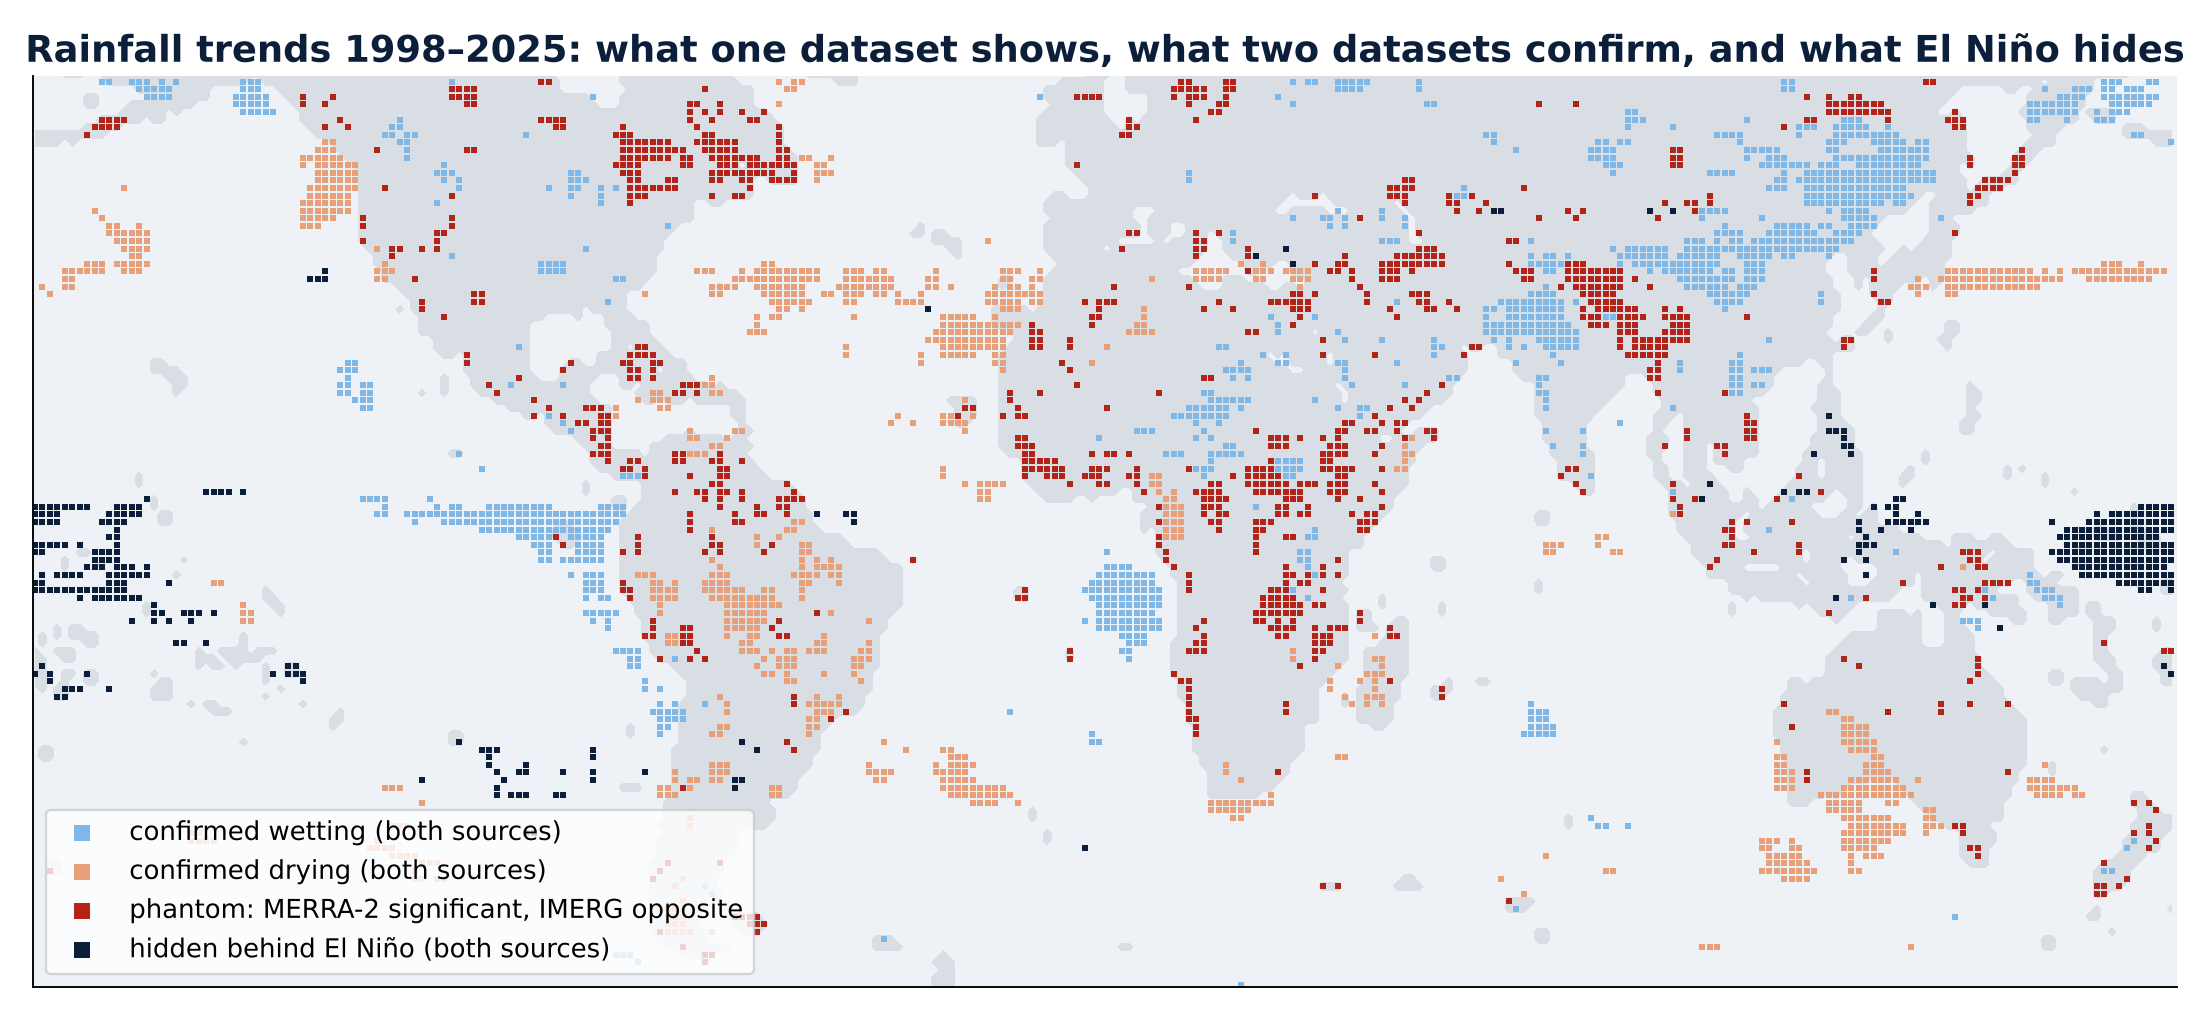 Rainfall trends 1998–2025: what one dataset shows, what two datasets confirm, and what El Niño hides
confirmed wetting (both sources)
confirmed drying (both sources)
phantom: MERRA-2 significant, IMERG opposite
hidden behind El Niño (both sources)